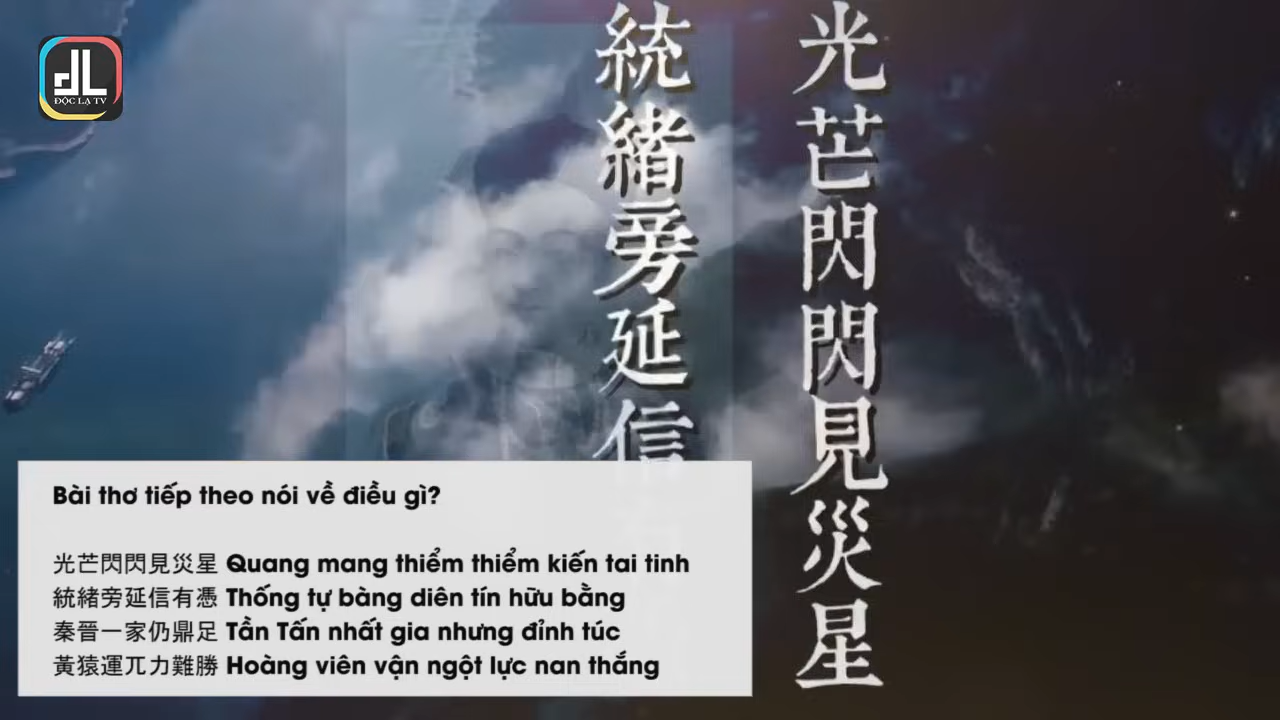 光芒閃閃見災星
統緒旁延信
ĐỘC LẠ TV
Bài thơ tiếp theo nói về điều gì?
光芒閃閃見災星 Quang mang thiểm thiểm kiến tai tinh
統緒旁延信有憑 Thống tự bàng diên tín hữu bằng
秦晉一家仍鼎足 Tần Tấn nhất gia nhưng đỉnh túc
黃猿運兀力難勝 Hoàng viên vận ngột lực nan thắng